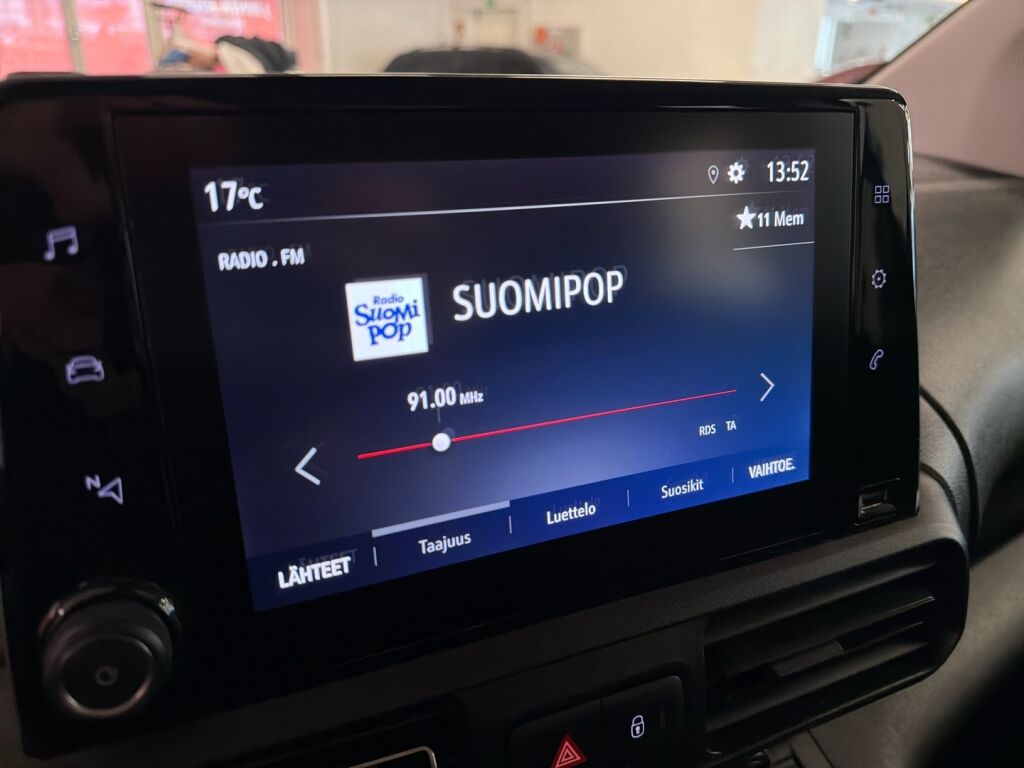 17°C
13:52
11 Mem
RADIO . FM
Radio
SUOMi
pOp
SUOMIPOP
91.00 MHz
RDS TA
LÄHTEET
Taajuus
Luettelo
Suosikit
VAIHTOE.
N